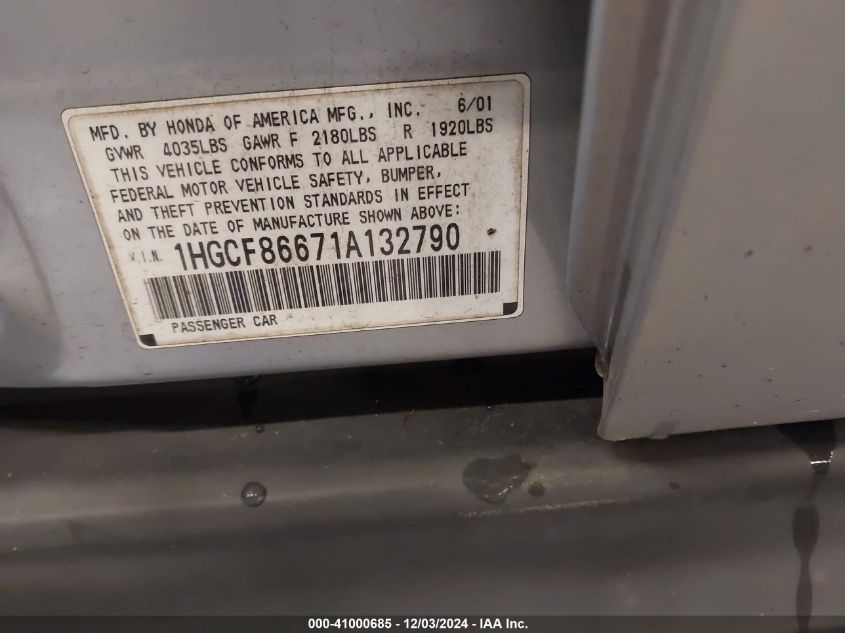 MFD. BY HONDA OF AMERICA MFG., INC. 6/01
GVWR 4035LBS GAWR F 2180LBS R 1920LBS
THIS VEHICLE CONFORMS TO ALL APPLICABLE
FEDERAL MOTOR VEHICLE SAFETY, BUMPER,
AND THEFT PREVENTION STANDARDS IN EFFECT
ON THE DATE OF MANUFACTURE SHOWN ABOVE:
V.I.N. 1HGCF86671A132790
PASSENGER CAR
000-41000685 - 12/03/2024 - IAA Inc.